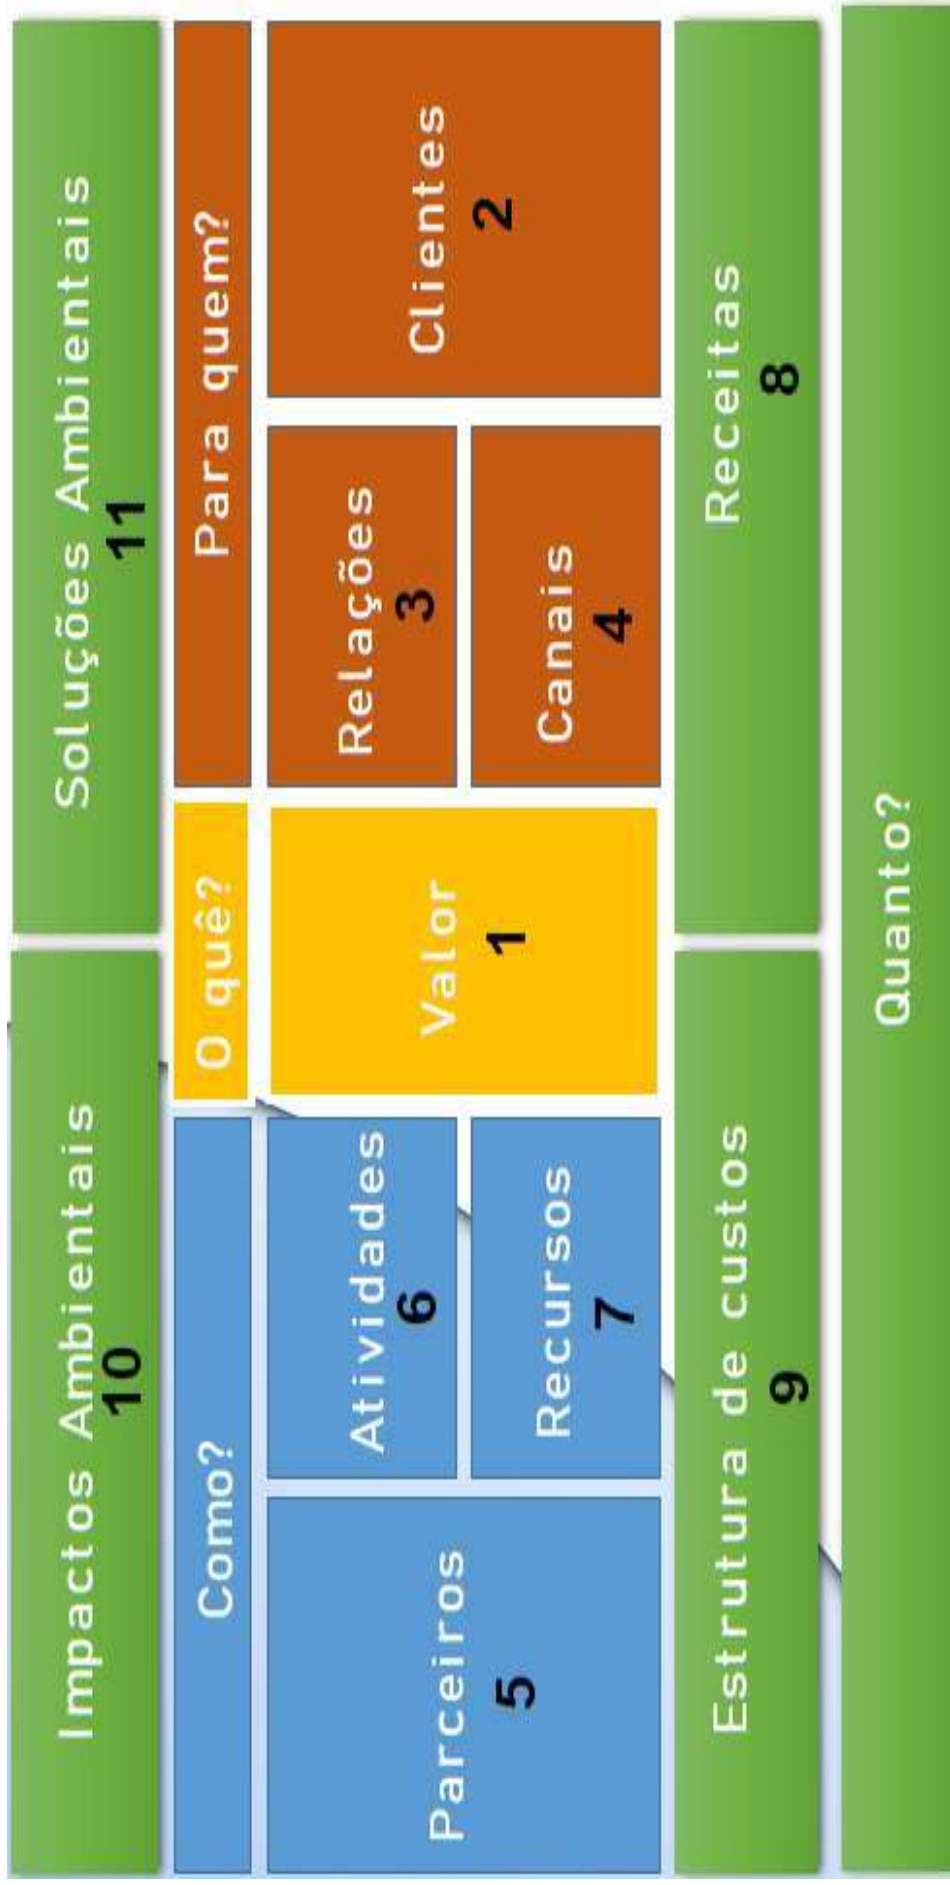 Impactos Ambientais
10
Soluções Ambientais
11
Como?
O quê?
Para quem?
Parceiros
5
Atividades
6
Recursos
7
Valor
1
Relações
3
Canais
4
Clientes
2
Estrutura de custos
9
Receitas
8
Quanto?